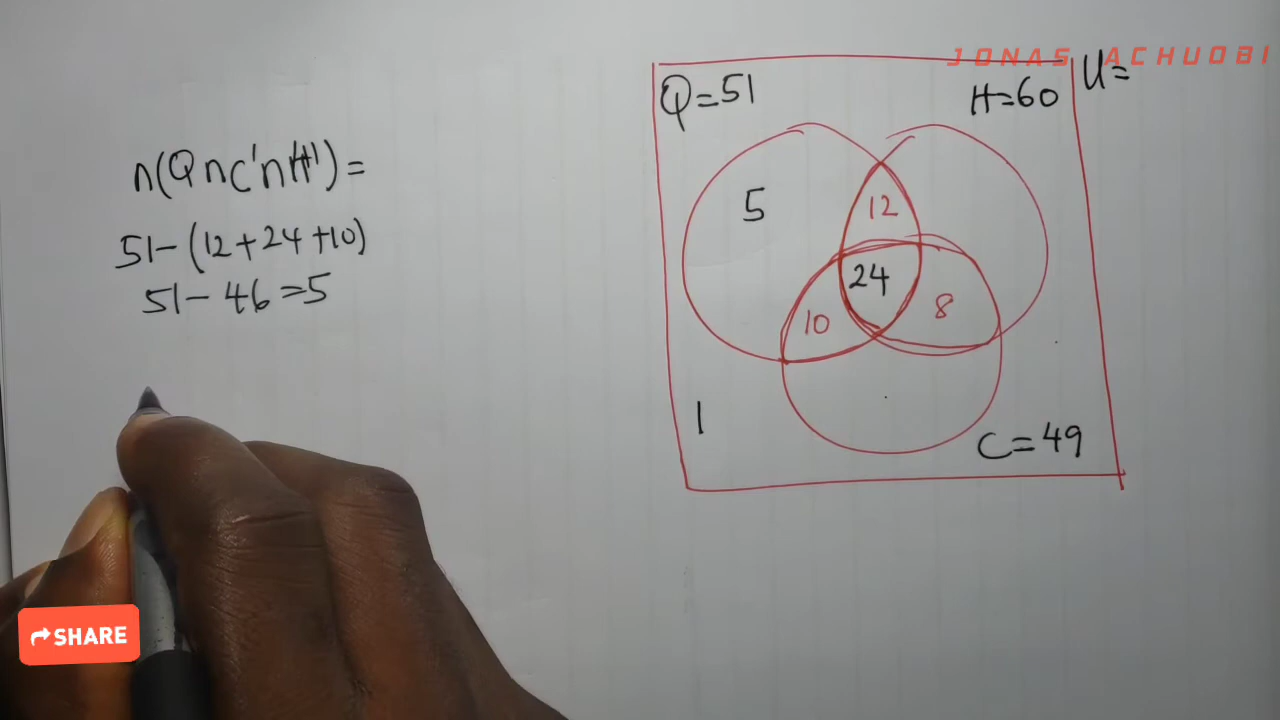 JONAS ACHUOBI
Q=51
H=60
U=
n(Q n C' n H') =
51-(12+24+10)
51-46=5
5
12
24
10
8
1
C=49
SHARE